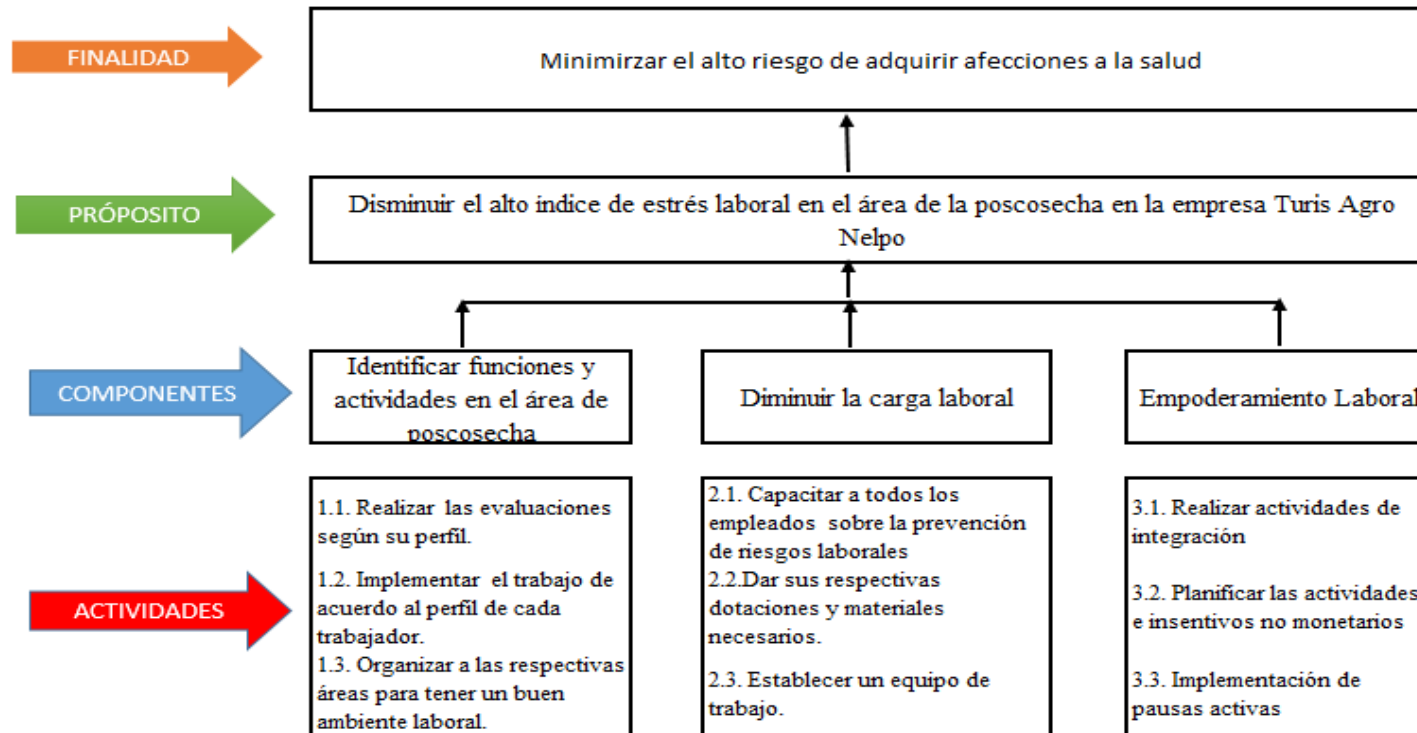 FINALIDAD
Minimirzar el alto riesgo de adquirir afecciones a la salud
PRÓPOSITO
Disminuir el alto índice de estrés laboral en el área de la poscosecha en la empresa Turis Agro
Nelpo
COMPONENTES
Identificar funciones y
actividades en el área de
poscosecha
Diminuir la carga laboral
Empoderamiento Laboral
ACTIVIDADES
1.1. Realizar las evaluaciones
según su perfil.
1.2. Implementar el trabajo de
acuerdo al perfil de cada
trabajador.
1.3. Organizar a las respectivas
áreas para tener un buen
ambiente laboral.
2.1. Capacitar a todos los
empleados sobre la prevención
de riesgos laborales
2.2.Dar sus respectivas
dotaciones y materiales
necesarios.
2.3. Establecer un equipo de
trabajo.
3.1. Realizar actividades de
integración
3.2. Planificar las actividades
e insentivos no monetarios
3.3. Implementación de
pausas activas